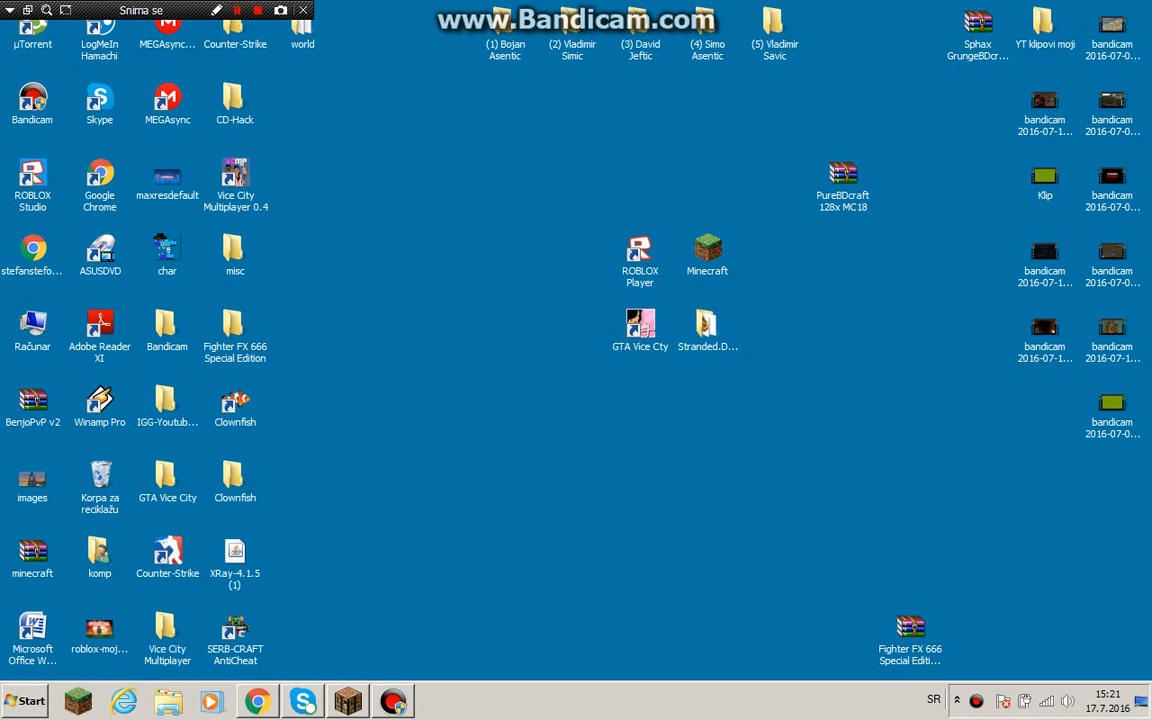 Snima se
www.Bandicam.com
µTorrent
LogMeIn Hamachi
MEGAsync...
Counter-Strike
world
(1) Bojan Asentic
(2) Vladimir Simic
(3) David Jeftic
(4) Simo Asentic
(5) Vladimir Savic
Sphax GrungeBDcr...
YT klipovi moji
bandicam 2016-07-0...
Bandicam
Skype
MEGAsync
CD-Hack
bandicam 2016-07-1...
bandicam 2016-07-0...
ROBLOX Studio
Google Chrome
maxresdefault
Vice City Multiplayer 0.4
PureBDcraft 128x MC18
Klip
bandicam 2016-07-0...
stefanstefo...
ASUSDVD
char
misc
ROBLOX Player
Minecraft
bandicam 2016-07-1...
bandicam 2016-07-0...
Računar
Adobe Reader XI
Bandicam
Fighter FX 666 Special Edition
GTA Vice Cty
Stranded.D...
bandicam 2016-07-1...
bandicam 2016-07-1...
BenjoPvP v2
Winamp Pro
IGG-Youtub...
Clownfish
bandicam 2016-07-0...
images
Korpa za reciklažu
GTA Vice City
Clownfish
minecraft
komp
Counter-Strike
XRay-4.1.5 (1)
Microsoft Office W...
roblox-moj...
Vice City Multiplayer
SERB-CRAFT AntiCheat
Fighter FX 666 Special Editi...
Start
SR
15:21
17.7.2016